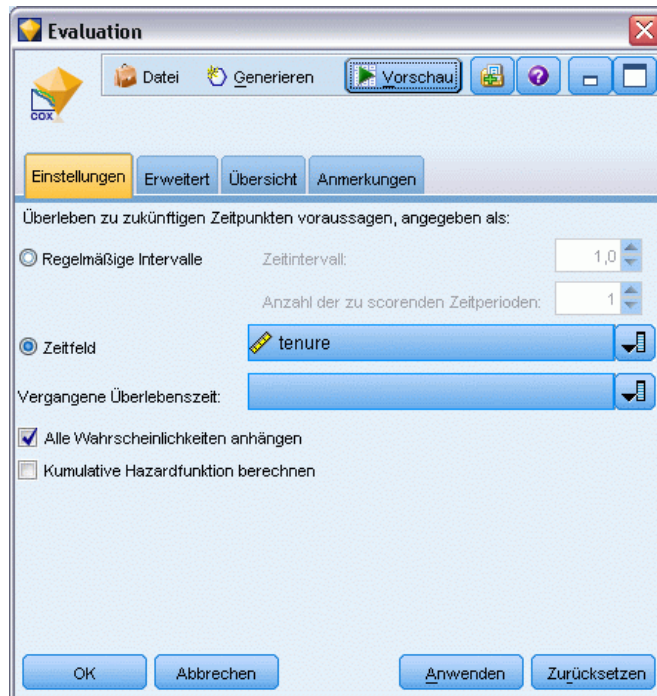 Evaluation
COX
Datei Generieren Vorschau
Einstellungen Erweitert Übersicht Anmerkungen
Überleben zu zukünftigen Zeitpunkten voraussagen, angegeben als:
Regelmäßige Intervalle Zeitintervall: 1,0
Anzahl der zu scorenden Zeitperioden: 1
Zeitfeld tenure
Vergangene Überlebenszeit:
Alle Wahrscheinlichkeiten anhängen
Kumulative Hazardfunktion berechnen
OK Abbrechen Anwenden Zurücksetzen